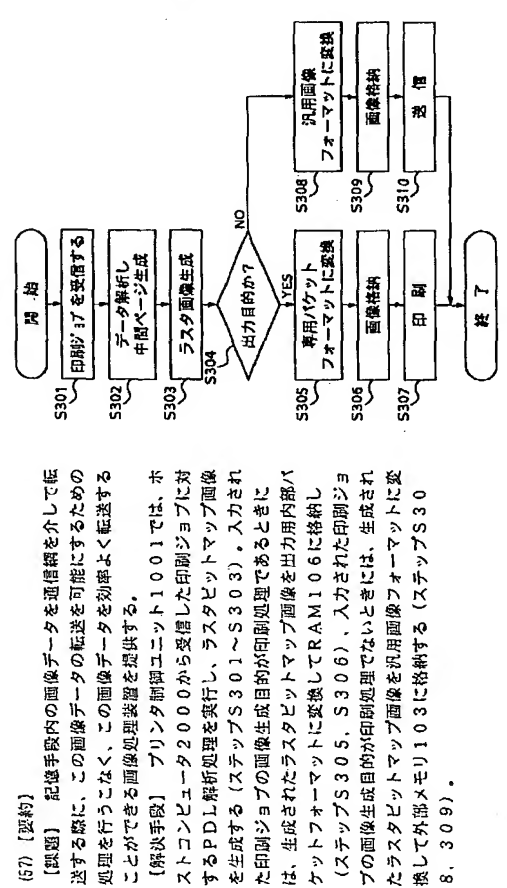 (57)【要約】
【課題】 記憶手段内の画像データを通信網を介して転
送する際に、この画像データの転送を可能にするための
処理を行うことなく、この画像データを効率よく転送する
ことができる画像処理装置を提供する。
【解決手段】 プリンタ制御ユニット1001では、ホ
ストコンピュータ2000から受信した印刷ジョブに対
するPDL解析処理を実行し、ラスタビットマップ画像
を生成する（ステップS301～S303）。入力され
た印刷ジョブの画像生成目的が印刷処理であるときに
は、生成されたラスタビットマップ画像を出力用内部パ
ケットフォーマットに変換してRAM106に格納し
（ステップS305、S306）、入力された印刷ジョ
ブの画像生成目的が印刷処理でないときには、生成され
たラスタビットマップ画像を汎用画像フォーマットに変
換して外部メモリ103に格納する（ステップS30
8、309）。
開始
S301
印刷ジョブを受信する
S302
データ解析し
中間ページ生成
S303
ラスタ画像生成
S304
出力目的か?
NO
YES
S305
専用パケット
フォーマットに変換
S306
画像格納
S307
印刷
S308
汎用画像
フォーマットに変換
S309
画像格納
S310
送信
終了